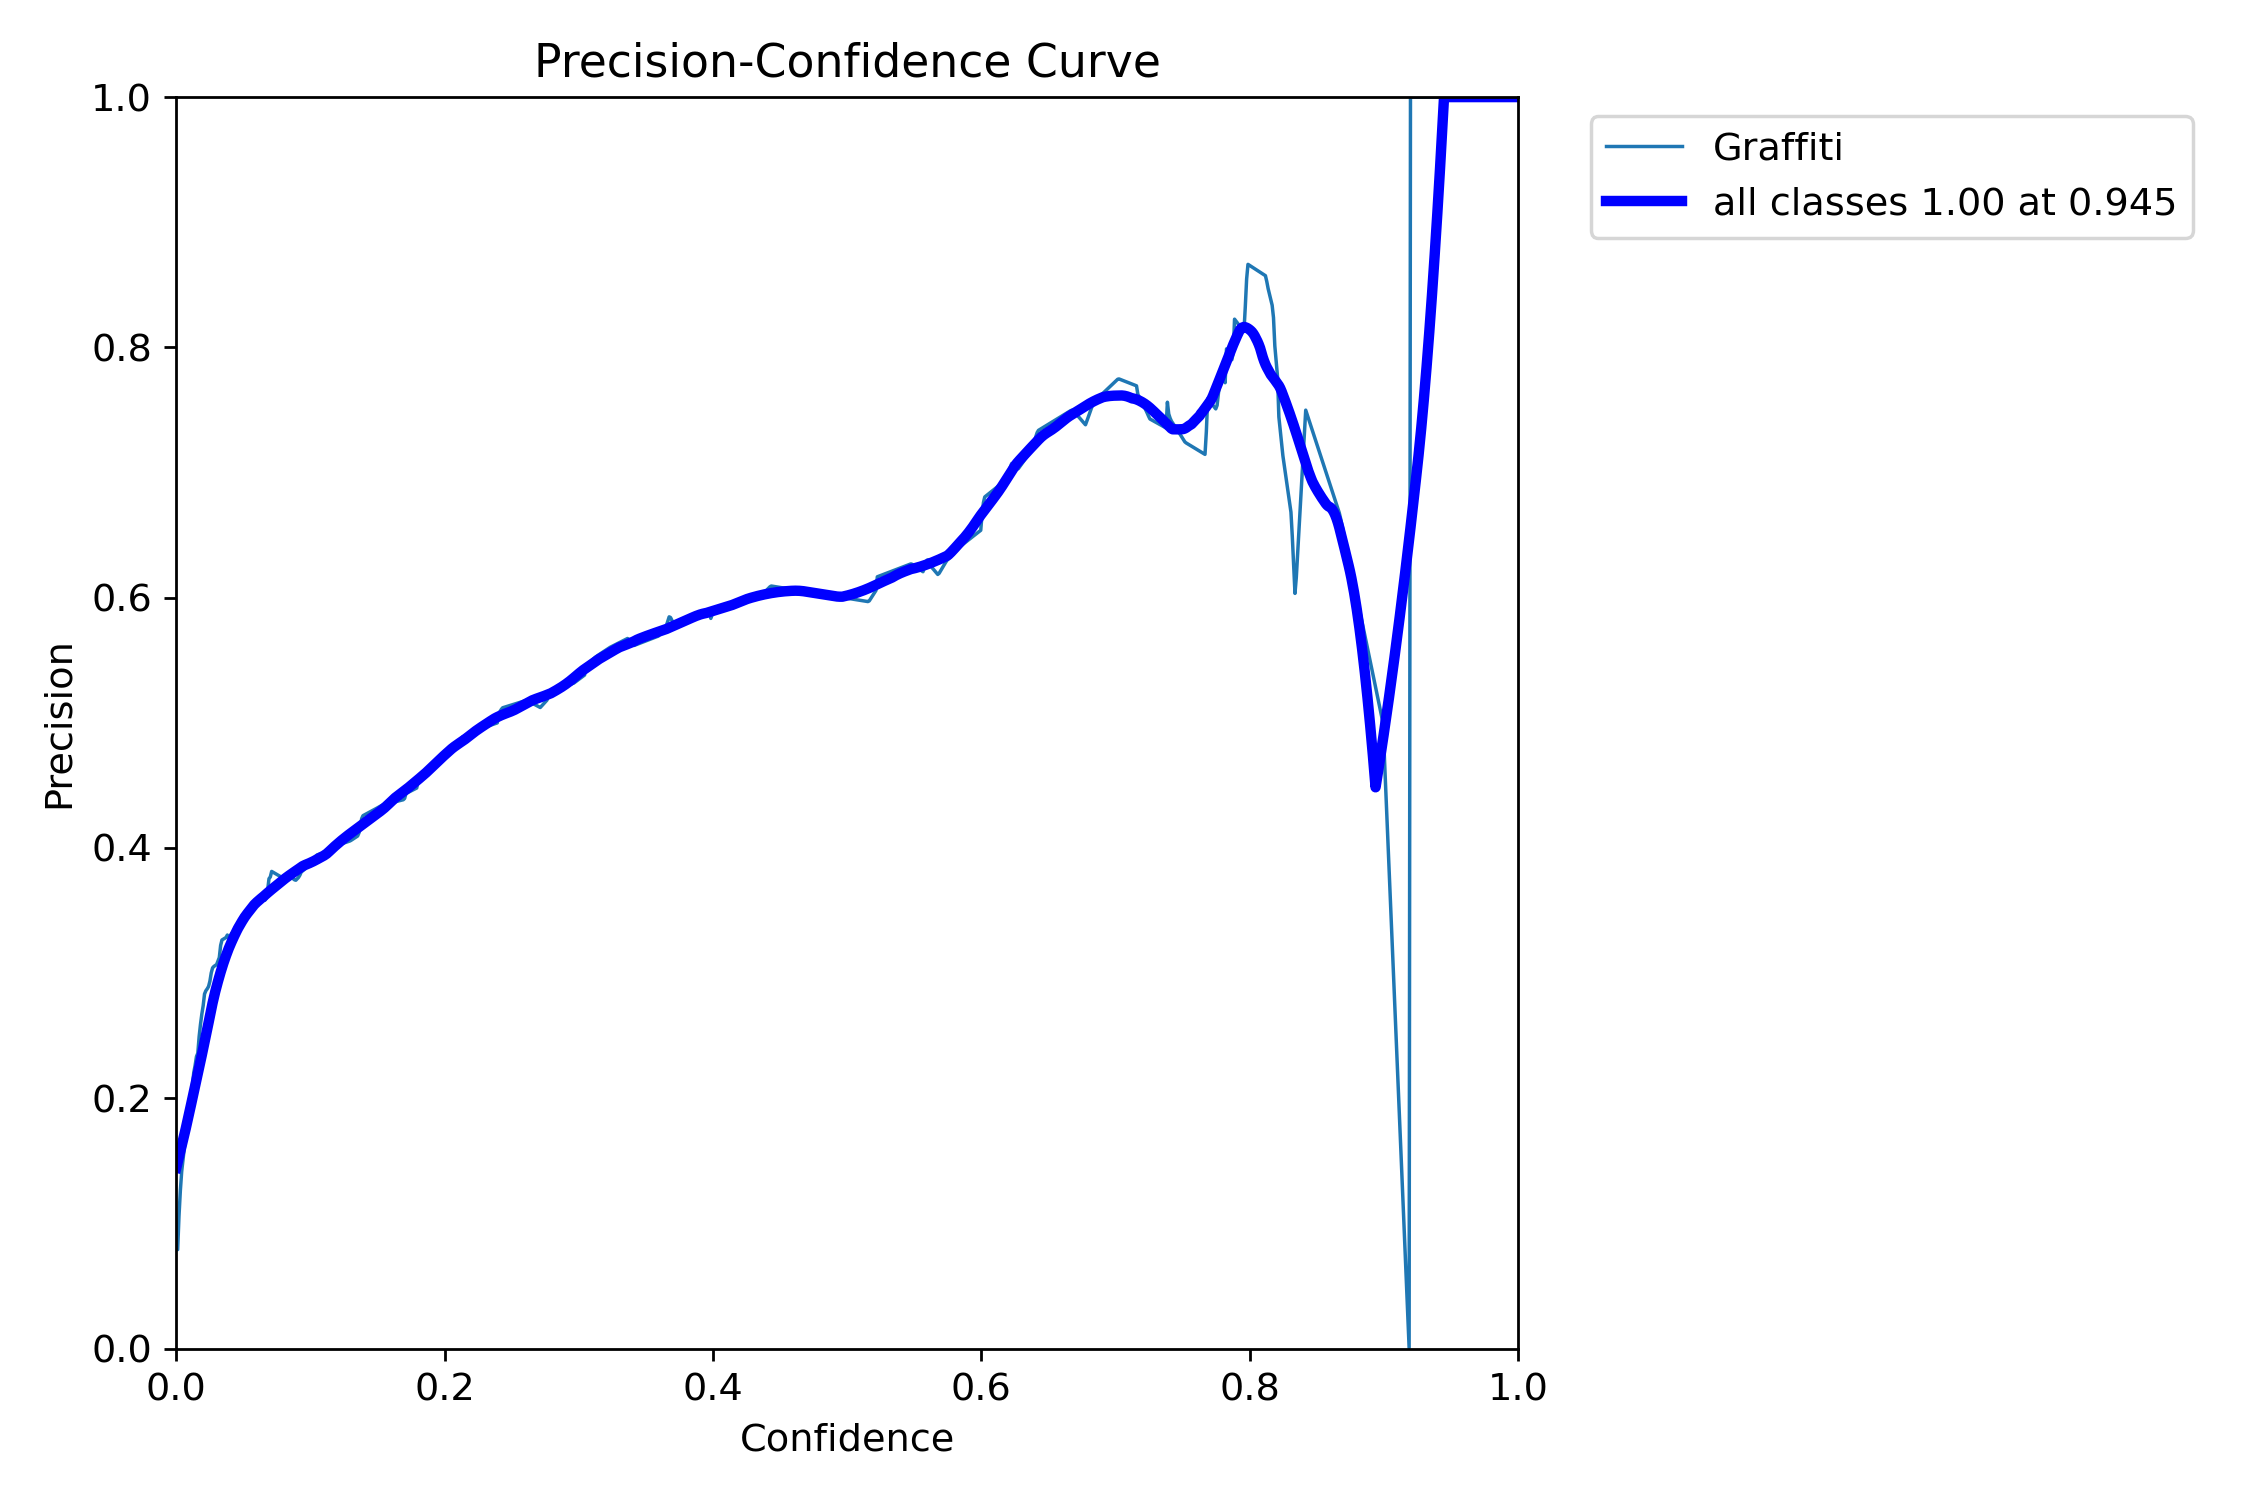 Precision-Confidence Curve
1.0
0.8
0.6
0.4
0.2
0.0
Precision
0.0 0.2 0.4 0.6 0.8 1.0
Confidence
Graffiti
all classes 1.00 at 0.945